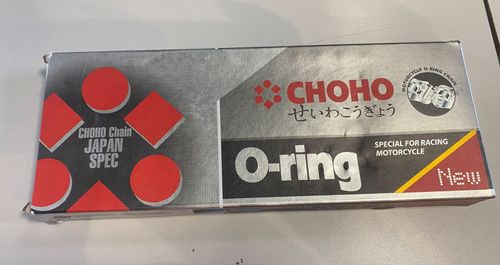 CHOHO Chain
JAPAN
SPEC
CHOHO
せいわこうぎょう
MOTORCYCLE O-RING CHAIN
O-ring
SPECIAL FOR RACING
MOTORCYCLE
New